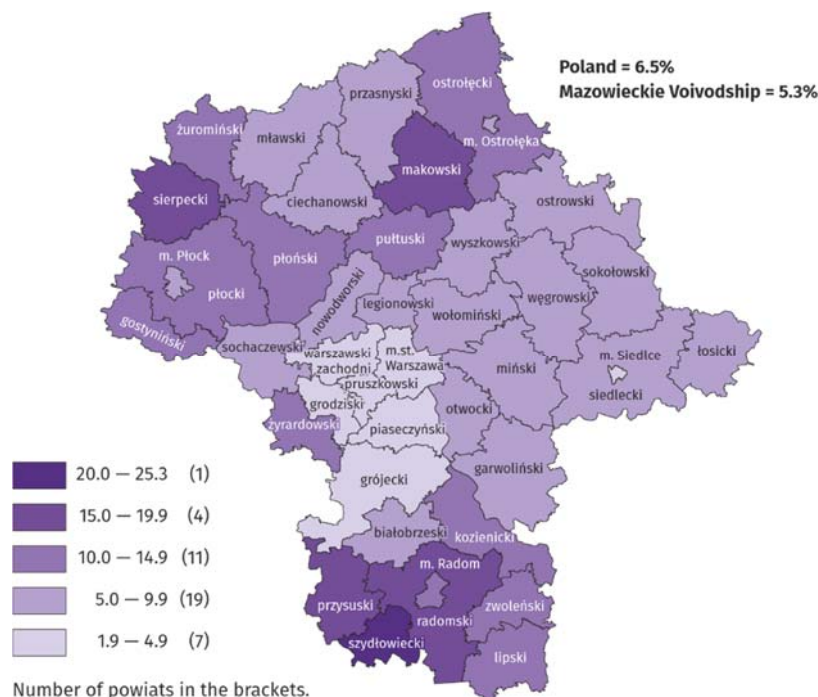 ostrołęcki
Poland = 6.5%
Mazowieckie Voivodship = 5.3%
przasnyski
żuromiński
mławski
m. Ostrołęka
makowski
sierpecki
ciechanowski
ostrowski
pułtuski
wyszkowski
m. Płock
płoński
sokołowski
płocki
nowodworski
legionowski
wołomiński
węgrowski
gostyniński
sochaczewski
warszawski
zachodni
m.st.
Warszawa
pruszkowski
miński
m. Siedlce
łosicki
siedlecki
grodziski
otwocki
żyrardowski
piaseczyński
garwoliński
grójecki
20.0 — 25.3 (1)
15.0 — 19.9 (4)
białobrzeski
kozienicki
10.0 — 14.9 (11)
m. Radom
5.0 — 9.9 (19)
przysuski
zwoleński
radomski
1.9 — 4.9 (7)
szydłowiecki
lipski
Number of powiats in the brackets.